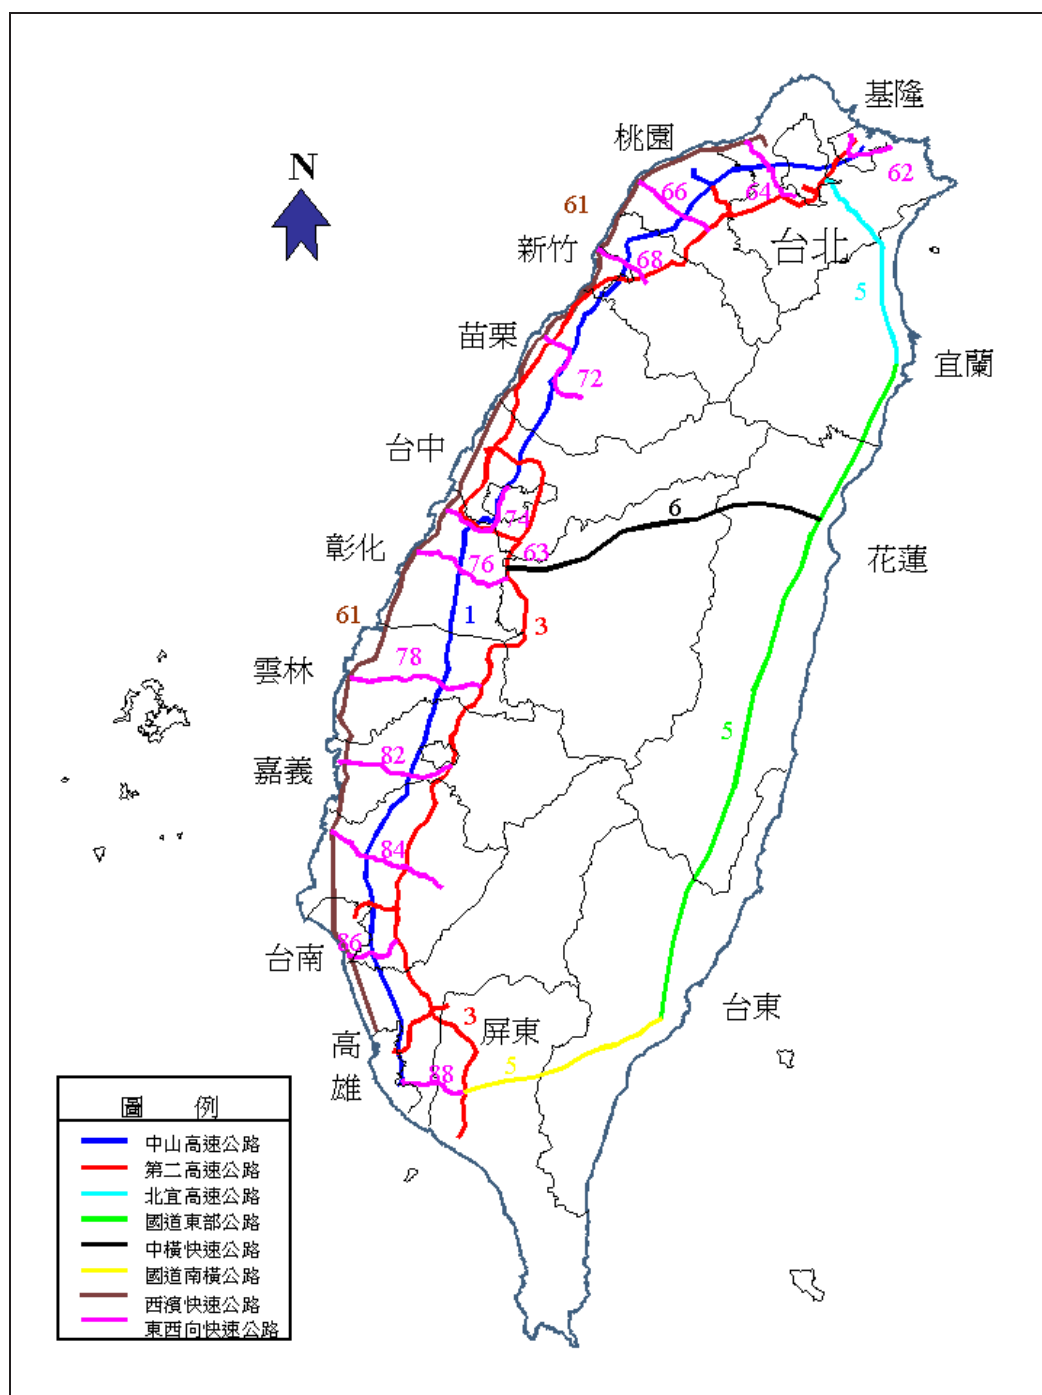 基隆
桃園
N
62
66
64
61
新竹
台北
68
5
苗栗
宜蘭
72
台中
6
74
彰化
63
76
花蓮
61
1
3
78
雲林
5
82
嘉義
84
86
台南
台東
3
屏東
高
雄
5
88
圖 例
中山高速公路
第二高速公路
北宜高速公路
國道東部公路
中橫快速公路
國道南橫公路
西濱快速公路
東西向快速公路